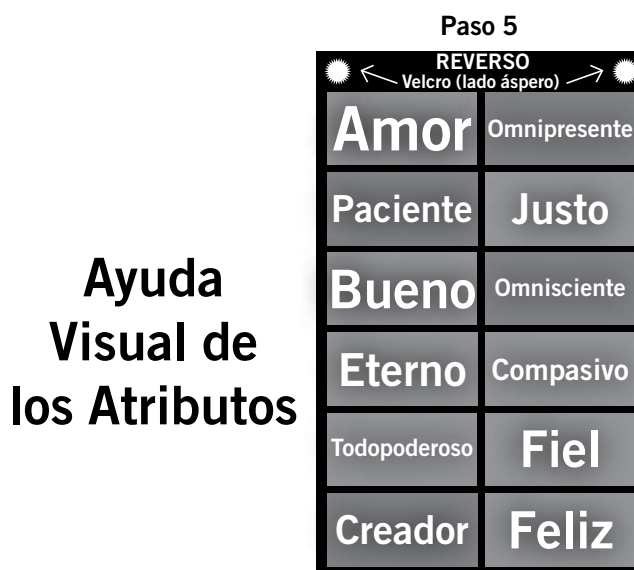 Paso 5
REVERSO
Velcro (lado áspero)
Amor Omnipresente
Paciente Justo
Ayuda
Visual de
los Atributos
Bueno Omnisciente
Eterno Compasivo
Todopoderoso Fiel
Creador Feliz